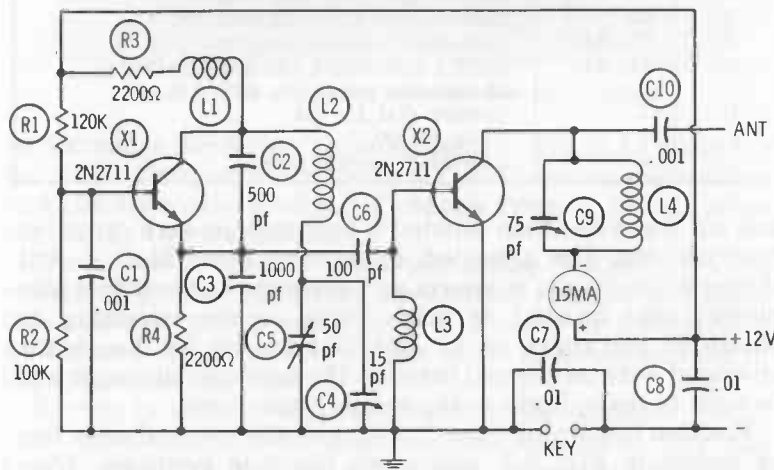 R3
2200Ω
L1
L2
C10
R1
120K
X1
X2
ANT
2N2711
C2
2N2711
.001
500
pf
C6
75
pf
C9
L4
C1
.001
C3
1000
pf
100
pf
15MA
+
R2
100K
R4
2200Ω
C5
50
pf
L3
C7
+12V
C4
15
pf
.01
C8
.01
KEY
−